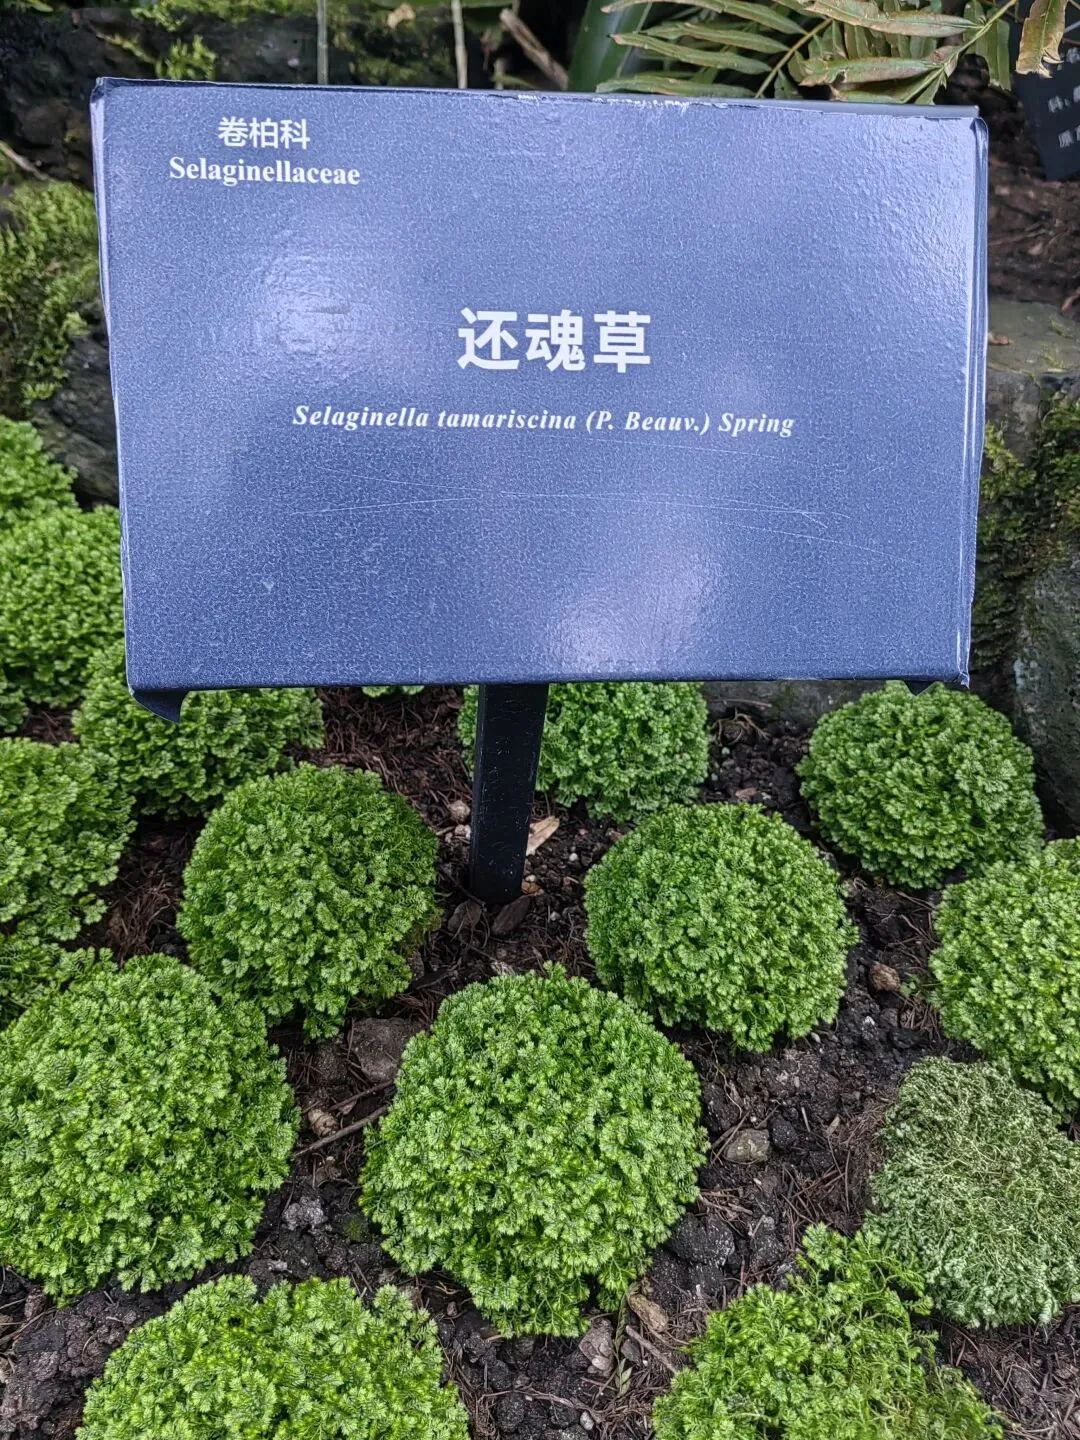 卷柏科
Selaginellaceae
还魂草
Selaginella tamariscina (P. Beauv.) Spring